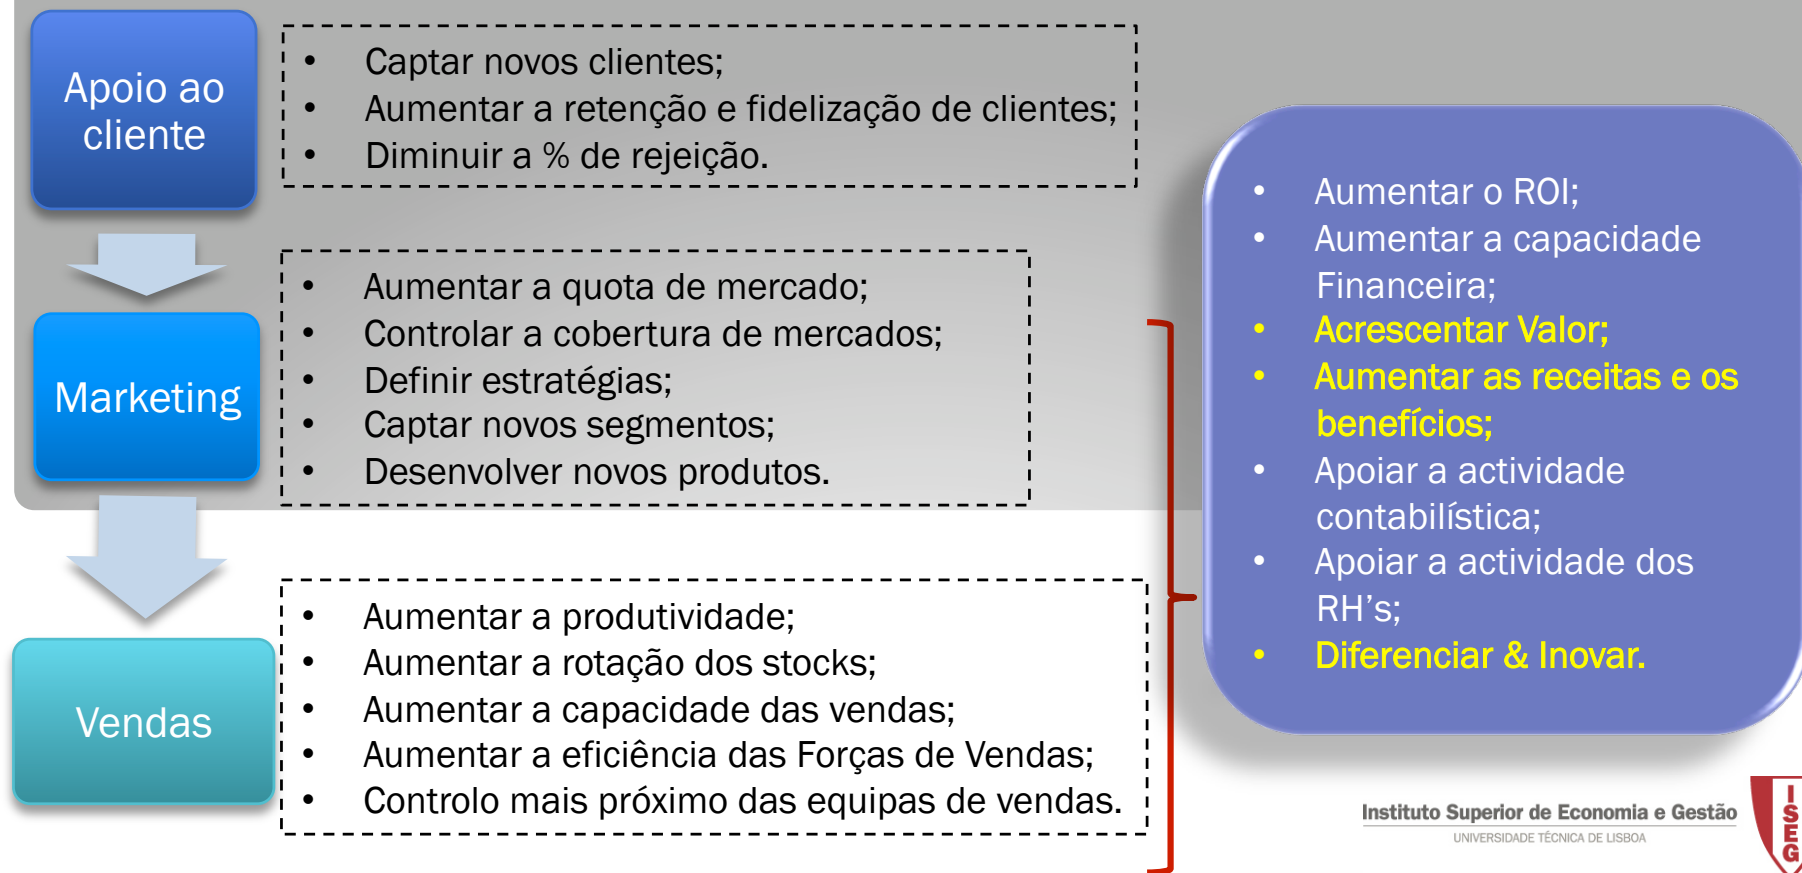 Apoio ao
cliente
• Captar novos clientes;
• Aumentar a retenção e fidelização de clientes;
• Diminuir a % de rejeição.
Marketing
• Aumentar a quota de mercado;
• Controlar a cobertura de mercados;
• Definir estratégias;
• Captar novos segmentos;
• Desenvolver novos produtos.
Vendas
• Aumentar a produtividade;
• Aumentar a rotação dos stocks;
• Aumentar a capacidade das vendas;
• Aumentar a eficiência das Forças de Vendas;
• Controlo mais próximo das equipas de vendas.
• Aumentar o ROI;
• Aumentar a capacidade
Financeira;
• Acrescentar Valor;
• Aumentar as receitas e os
benefícios;
• Apoiar a actividade
contabilística;
• Apoiar a actividade dos
RH’s;
• Diferenciar & Inovar.
Instituto Superior de Economia e Gestão
UNIVERSIDADE TÉCNICA DE LISBOA
ISEG